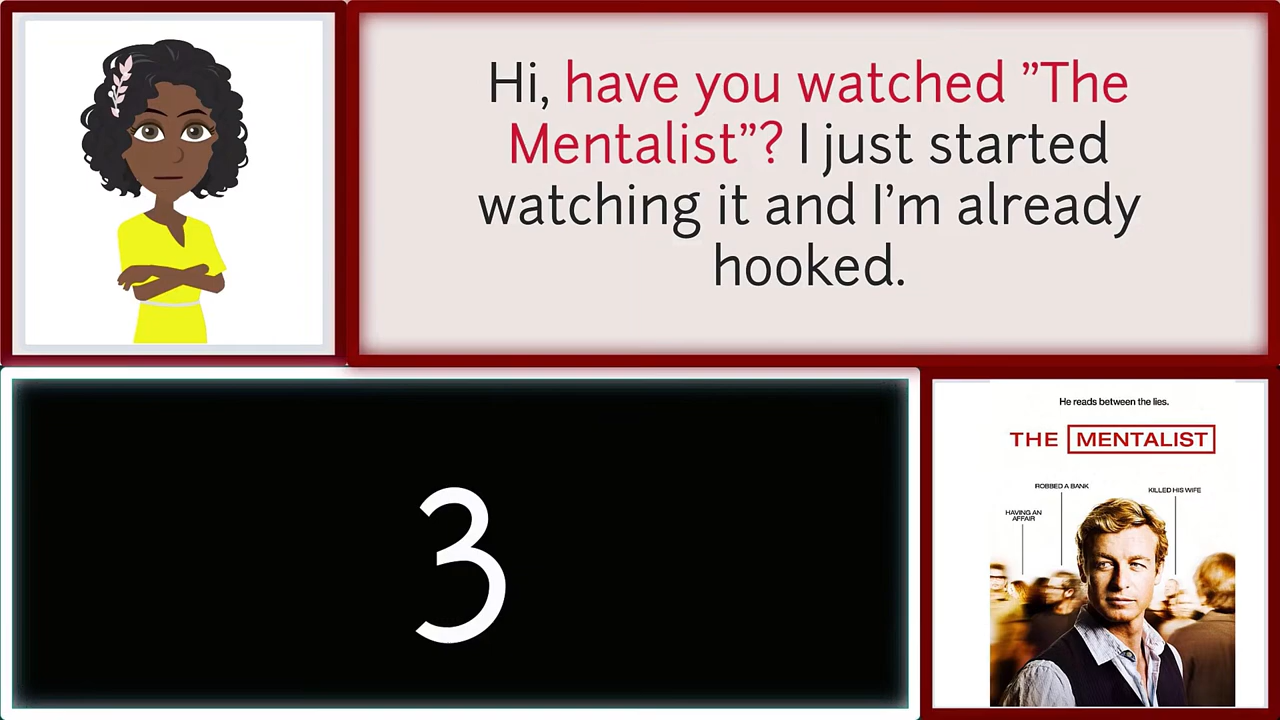 Hi, have you watched ”The
Mentalist”? I just started
watching it and I’m already
hooked.
3
He reads between the lies.
THE MENTALIST
ROBBED A BANK
KILLED HIS WIFE
HAVING AN
AFFAIR